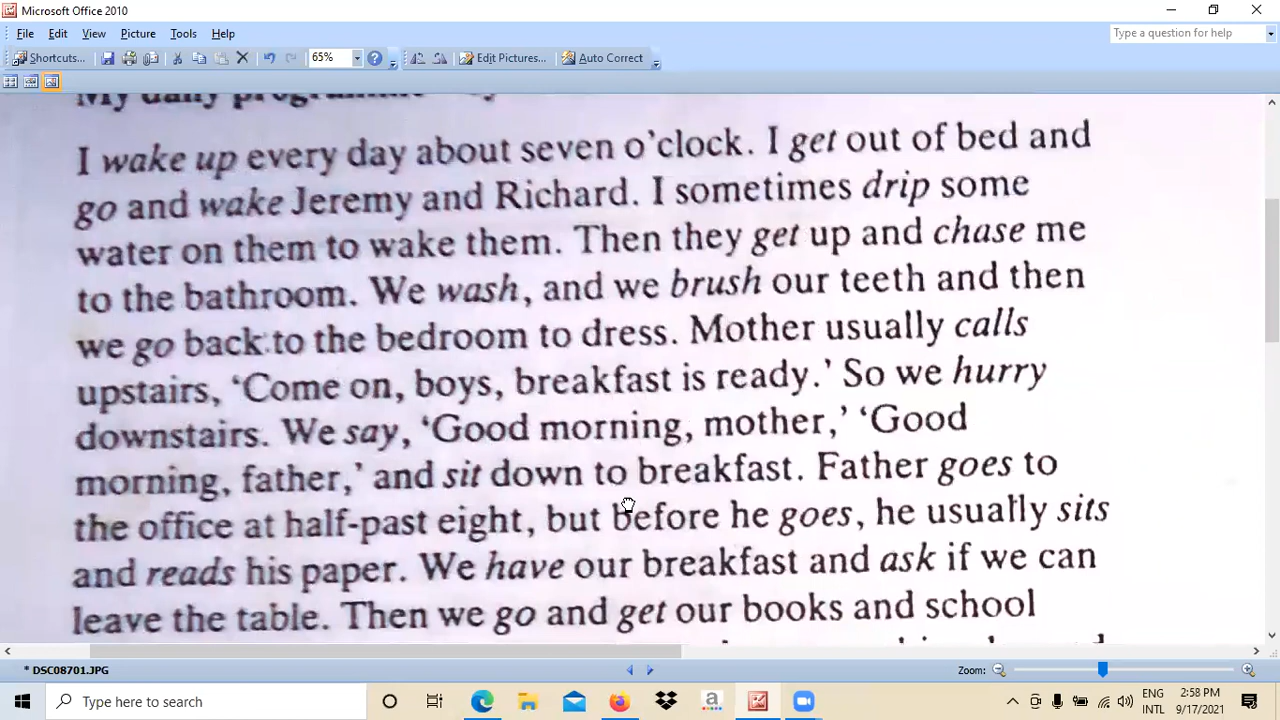 Microsoft Office 2010
File Edit View Picture Tools Help
Type a question for help
Shortcuts... 65% Edit Pictures... Auto Correct
My daily
I wake up every day about seven o'clock. I get out of bed and
go and wake Jeremy and Richard. I sometimes drip some
water on them to wake them. Then they get up and chase me
to the bathroom. We wash, and we brush our teeth and then
we go back to the bedroom to dress. Mother usually calls
upstairs, 'Come on, boys, breakfast is ready.' So we hurry
downstairs. We say, 'Good morning, mother,' 'Good
morning, father,' and sit down to breakfast. Father goes to
the office at half-past eight, but before he goes, he usually sits
and reads his paper. We have our breakfast and ask if we can
leave the table. Then we go and get our books and school
* DSC08701.JPG
Zoom:
Type here to search
ENG 2:58 PM
INTL 9/17/2021